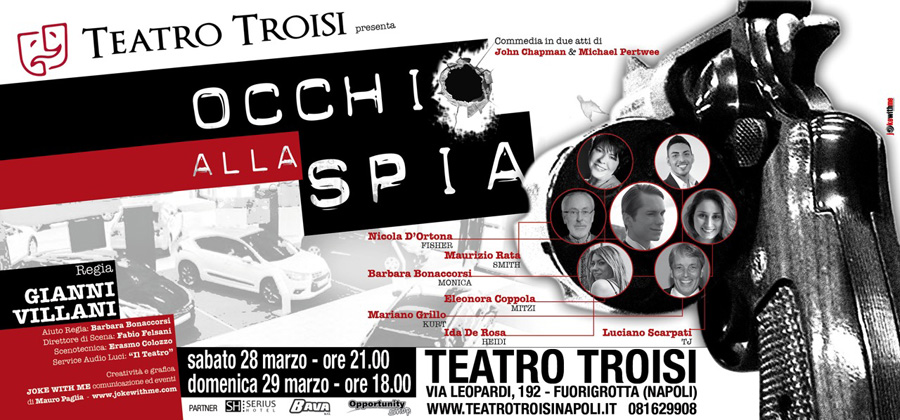 TEATRO TROISI presenta
Commedia in due atti di
John Chapman & Michael Pertwee
OCCHIO
ALLA
SPIA
j@kewithme
Nicola D'Ortona
FISHER
Maurizio Rata
SMITH
Barbara Bonaccorsi
MONICA
Eleonora Coppola
MITZI
Mariano Grillo
KURT
Ida De Rosa
HEIDI
Luciano Scarpati
TJ
Regia
GIANNI
VILLANI
Aiuto Regia: Barbara Bonaccorsi
Direttore di Scena: Fabio Felsani
Scenotecnica: Erasmo Colozzo
Service Audio Luci: "Il Teatro"
Creatività e grafica
JOKE WITH ME comunicazione ed eventi
di Mauro Paglia - www.jokewithme.com
sabato 28 marzo - ore 21.00
domenica 29 marzo - ore 18.00
PARTNER SH SERIUS HOTEL BAVA Opportunity
TEATRO TROISI
VIA LEOPARDI, 192 - FUORIGROTTA (NAPOLI)
WWW.TEATROTROISINAPOLI.IT 081629908